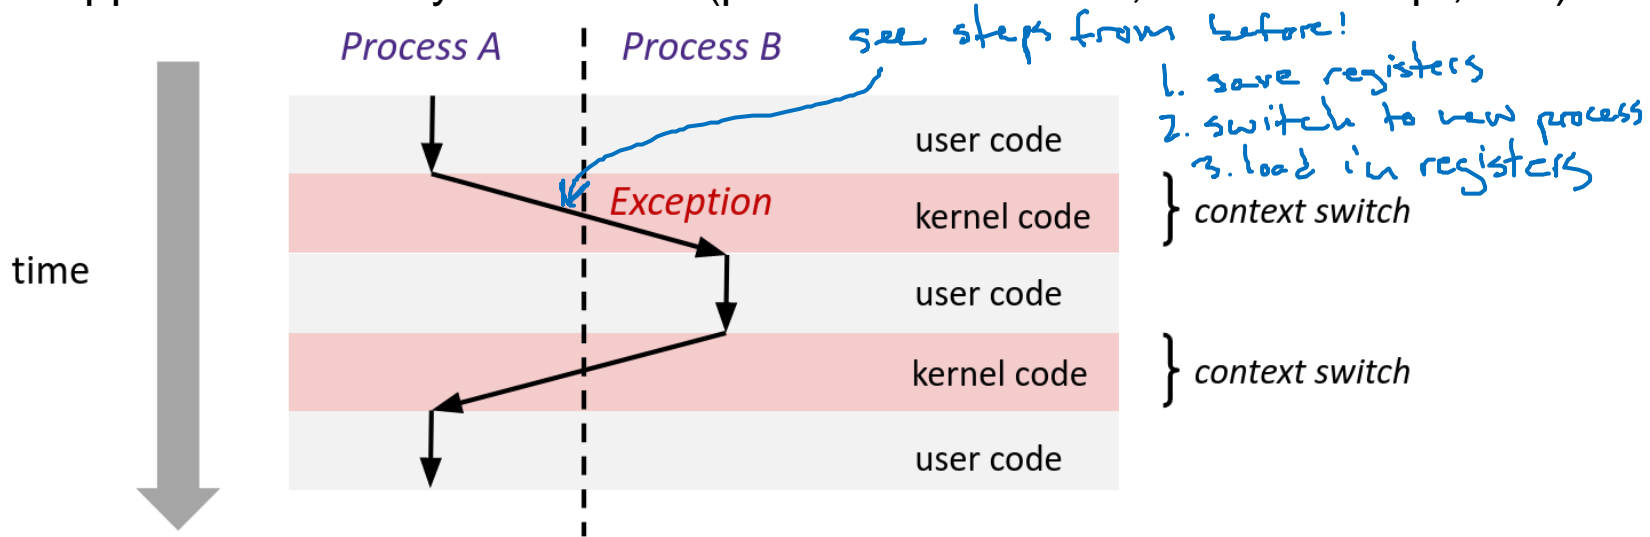 Process A
Process B
see steps from before!
1. save registers
2. switch to new process
3. load in registers
user code
Exception
kernel code
} context switch
time
user code
kernel code
} context switch
user code